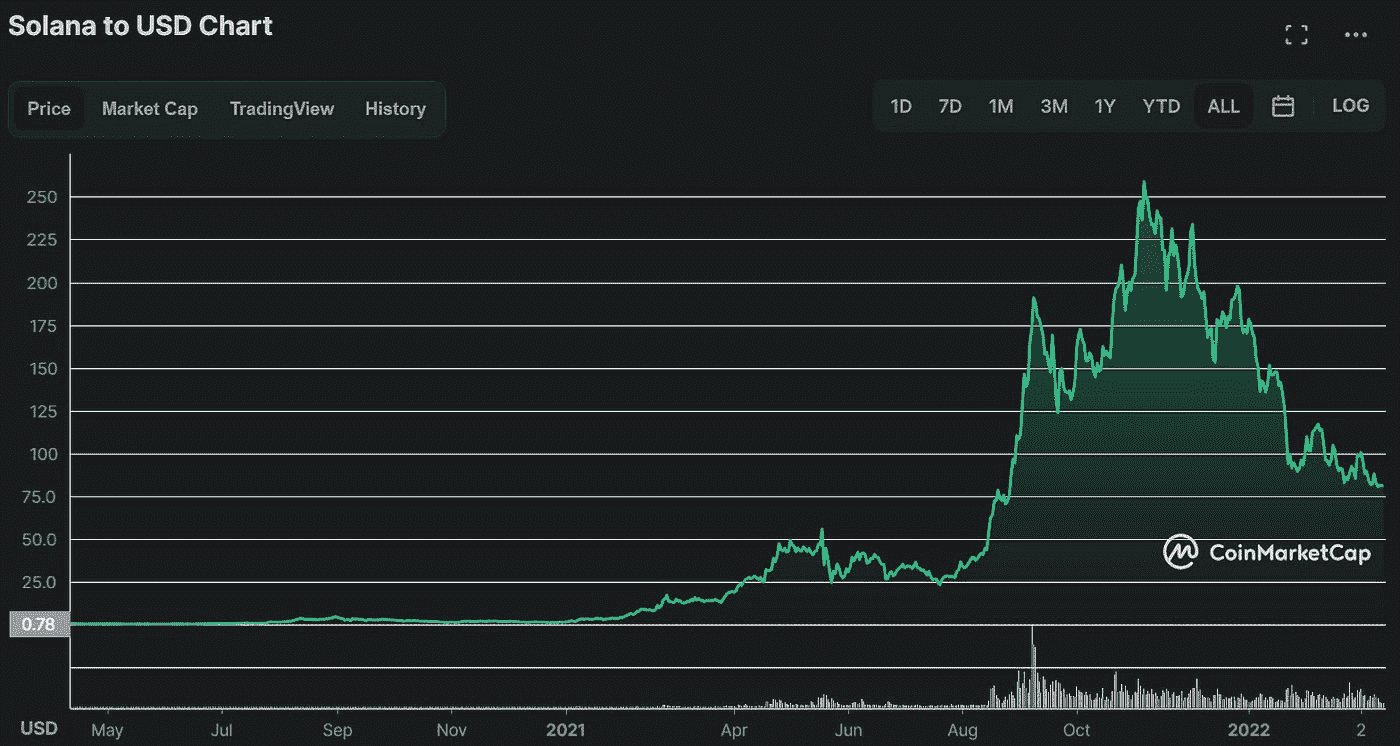 Solana to USD Chart
Price Market Cap TradingView History
1D 7D 1M 3M 1Y YTD ALL LOG
250
225
200
175
150
125
100
75.0
50.0
25.0
0.78
CoinMarketCap
USD May Jul Sep Nov 2021 Apr Jun Aug Oct 2022 2